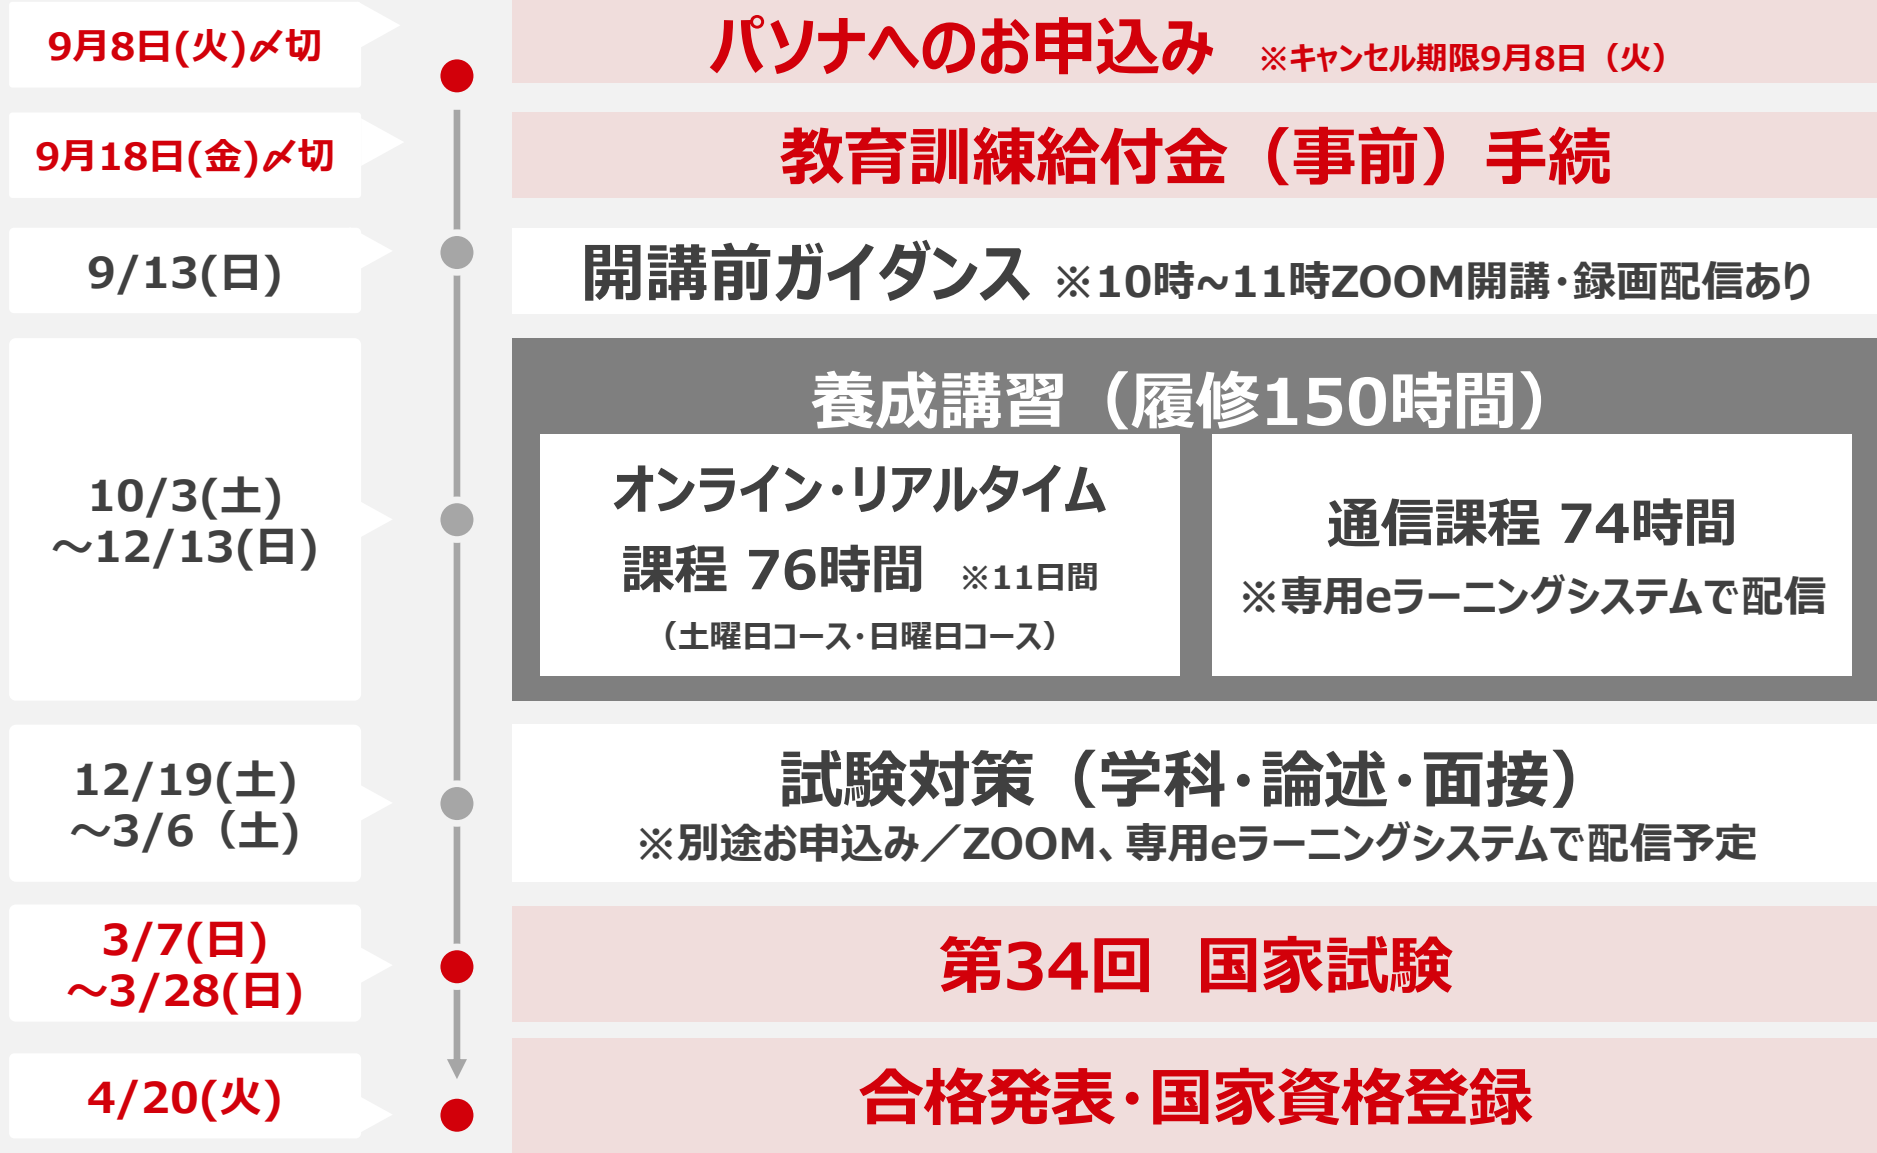 9月8日(火)〆切
パソナへのお申込み ※キャンセル期限9月8日（火）
9月18日(金)〆切
教育訓練給付金（事前）手続
9/13(日)
開講前ガイダンス ※10時~11時ZOOM開講・録画配信あり
10/3(土)
～12/13(日)
養成講習（履修150時間）
オンライン・リアルタイム
課程 76時間 ※11日間
（土曜日コース・日曜日コース）
通信課程 74時間
※専用eラーニングシステムで配信
12/19(土)
～3/6（土)
試験対策（学科・論述・面接）
※別途お申込み／ZOOM、専用eラーニングシステムで配信予定
3/7(日)
～3/28(日)
第34回 国家試験
4/20(火)
合格発表・国家資格登録